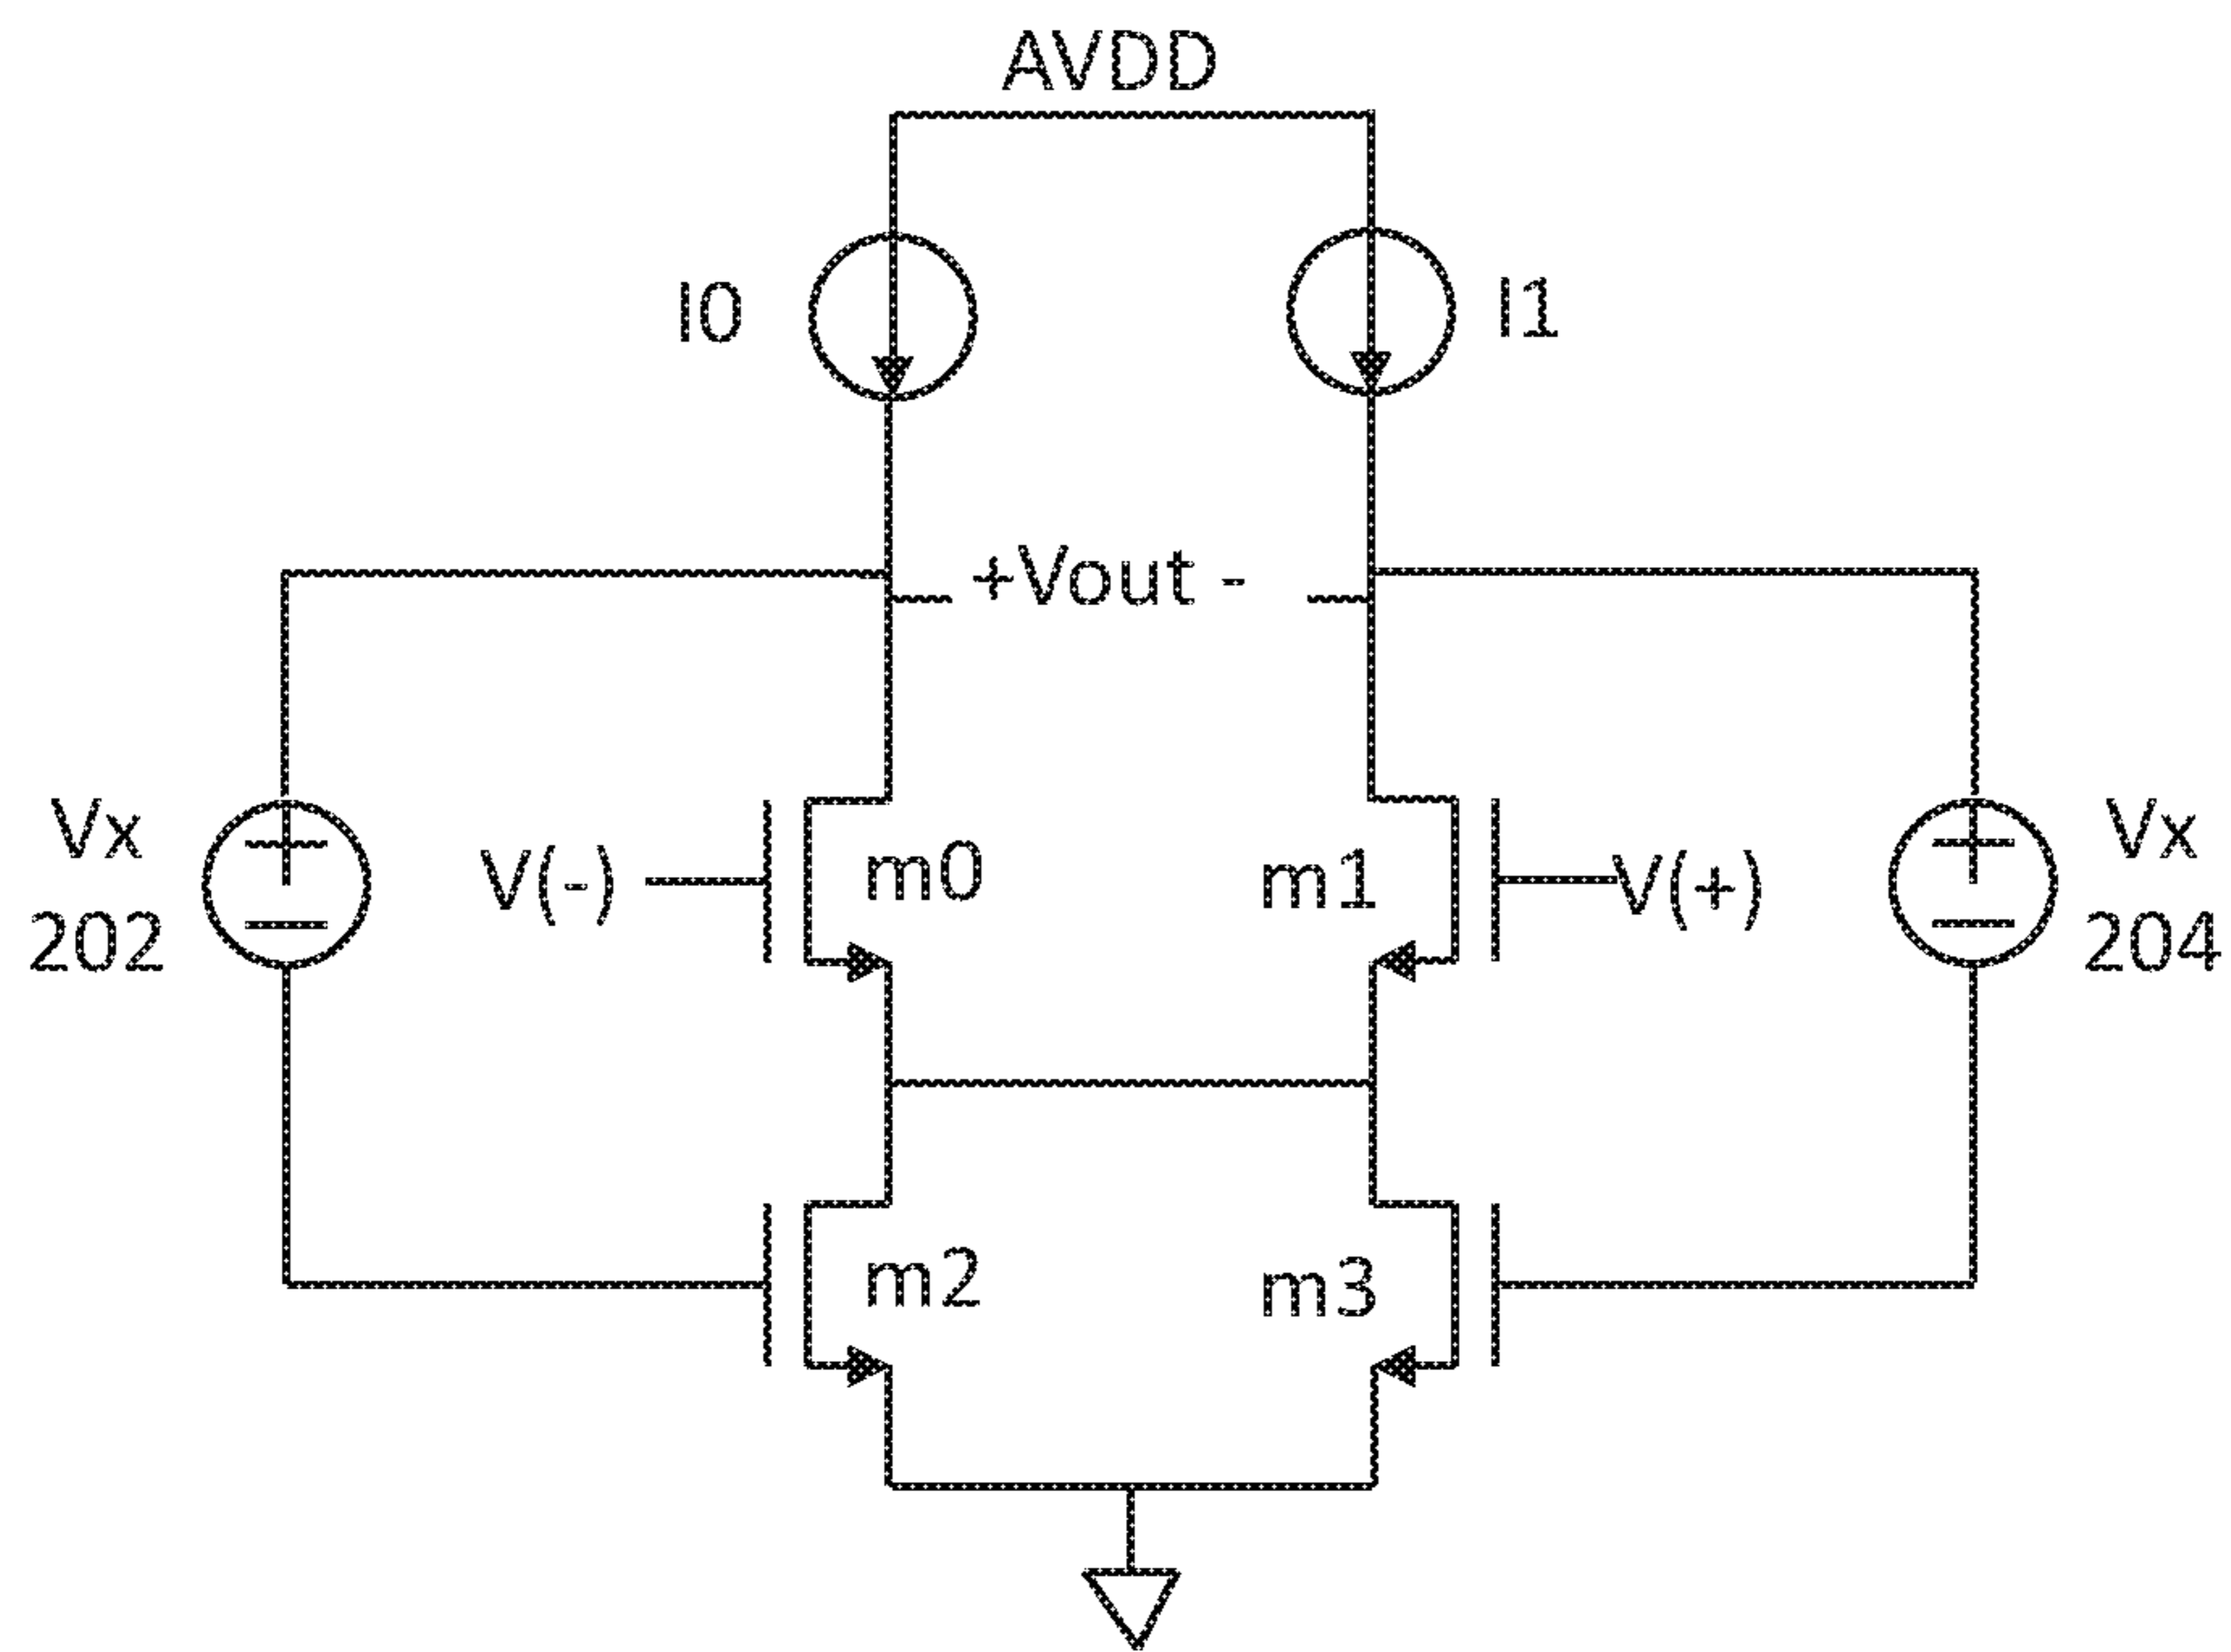 AVDD
I0
I1
+Vout -
Vx
202
V(-)
m0
m1
V(+)
Vx
204
m2
m3